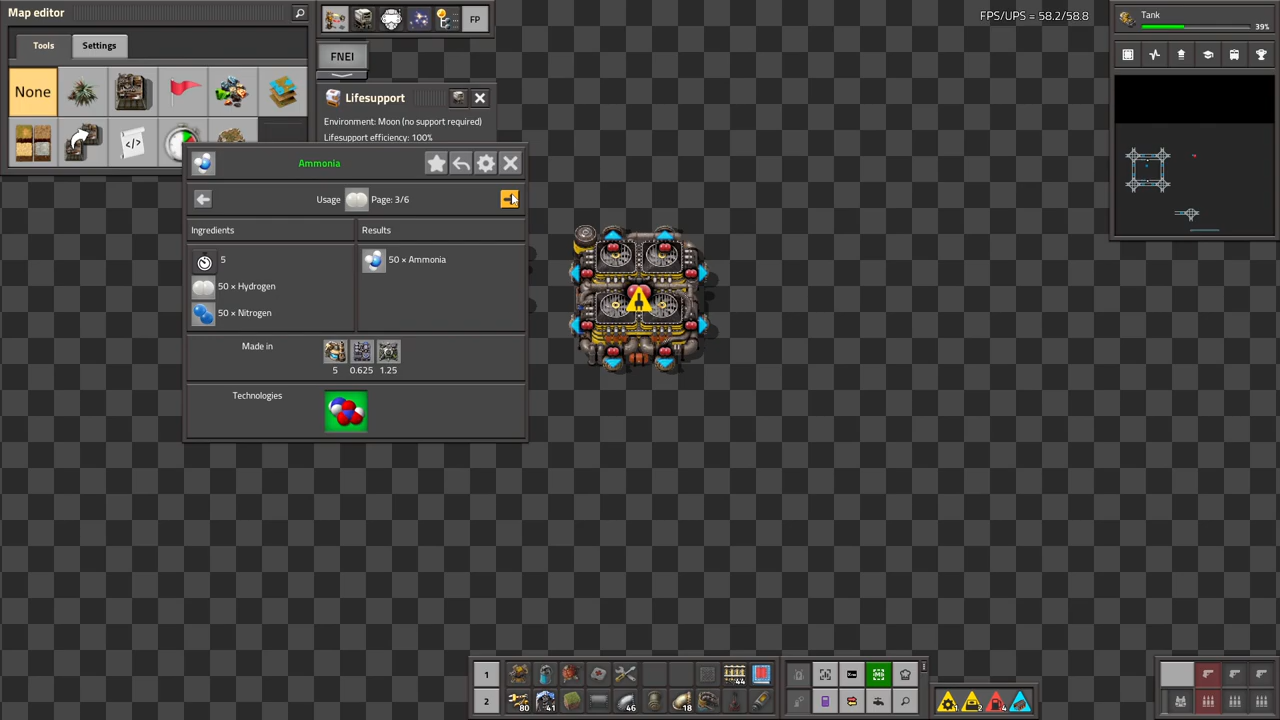 Map editor
FP
FPS/UPS = 58.2/58.8
Tank
39%
Tools
Settings
FNEI
None
Lifesupport
Environment: Moon (no support required)
Lifesupport efficiency: 100%
</>
Ammonia
Usage
Page: 3/6
Ingredients
Results
5
50 × Ammonia
50 × Hydrogen
50 × Nitrogen
Made in
5
0.625
1.25
Technologies
1
44
2
80
41
46
18